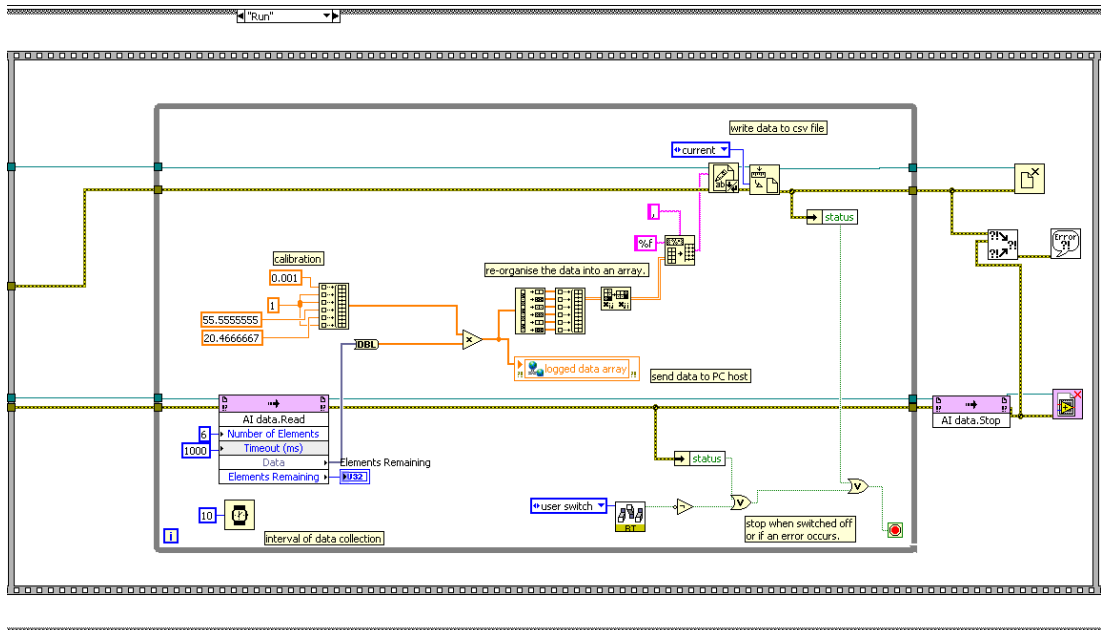 "Run"
write data to csv file
current
ab
status
,
%f
?!
?!
?!
Error
?!
calibration
0.001
1
55.5555555
20.4666667
re-organise the data into an array.
DBL
x
logged data array
?!
?!
send data to PC host
AI data.Read
6
Number of Elements
1000
Timeout (ms)
Data
Elements Remaining
Elements Remaining
U32
AI data.Stop
status
10
i
interval of data collection
user switch
RT
V
V
stop when switched off
or if an error occurs.